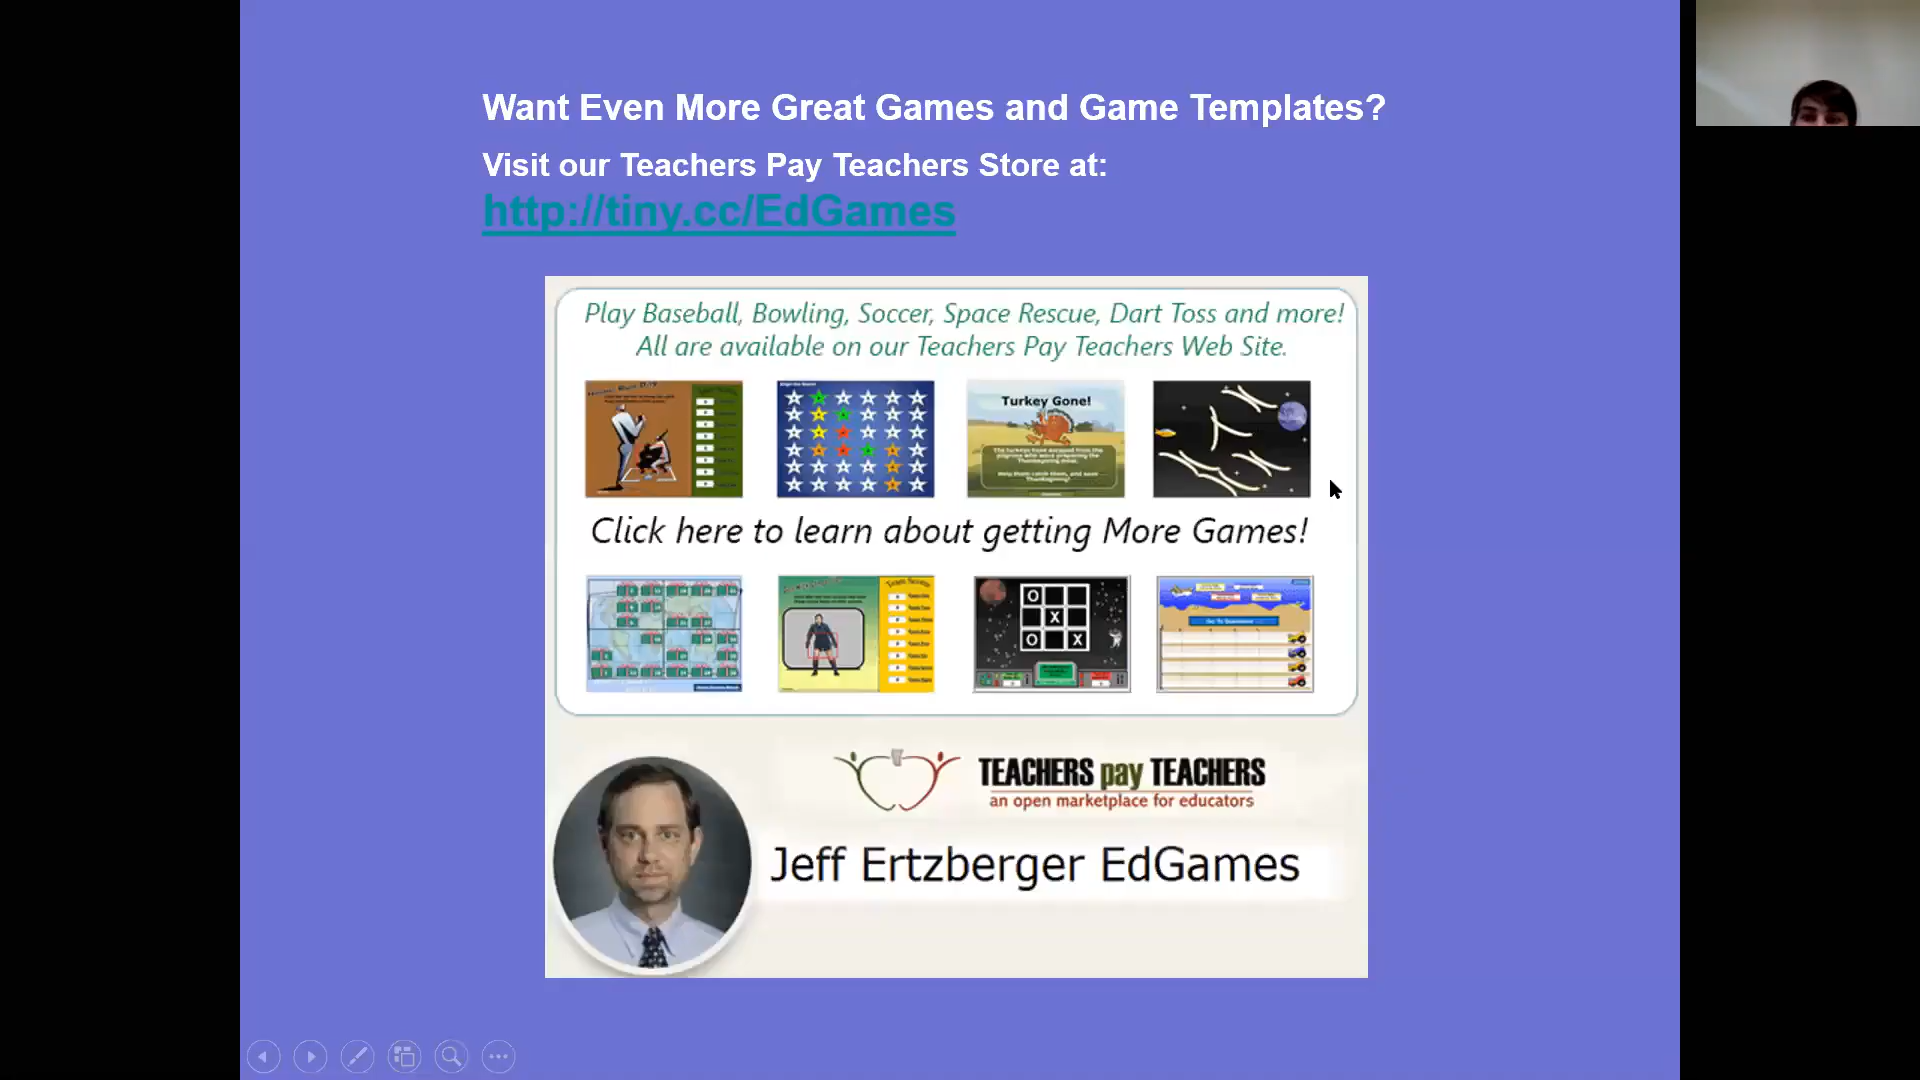 Want Even More Great Games and Game Templates?
Visit our Teachers Pay Teachers Store at:
http://tiny.cc/EdGames
Play Baseball, Bowling, Soccer, Space Rescue, Dart Toss and more!
All are available on our Teachers Pay Teachers Web Site.
Turkey Gone!
Click here to learn about getting More Games!
O
X
O X
TEACHERS pay TEACHERS
an open marketplace for educators
Jeff Ertzberger EdGames